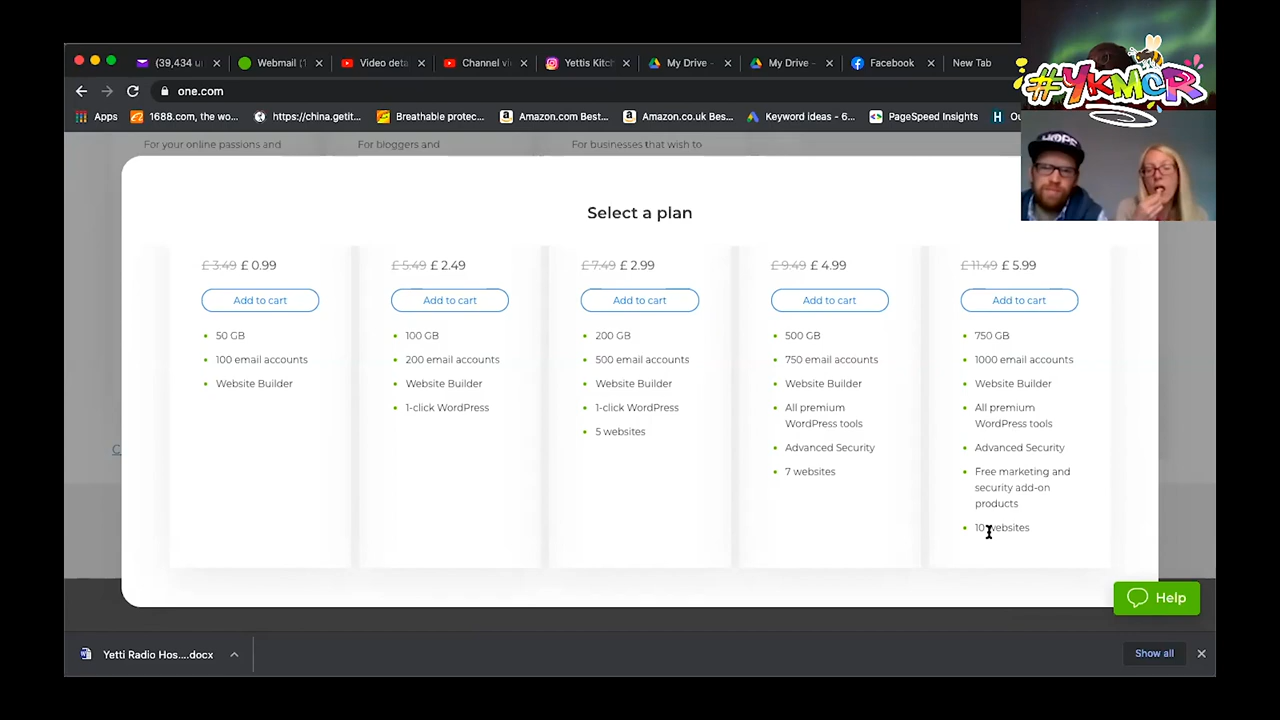 (39,434 u
Webmail (1
Video deta
Channel vi
Yettis Kitch
My Drive -
My Drive -
Facebook
New Tab
#YKMCR
one.com
Apps
1688.com, the wo...
https://china.getit...
Breathable protec...
Amazon.com Best...
Amazon.co.uk Bes...
Keyword ideas - 6...
PageSpeed Insights
Ou
HOPS
For your online passions and
For bloggers and
For businesses that wish to
Select a plan
£ 3.49 £ 0.99
Add to cart
50 GB
100 email accounts
Website Builder
£ 5.49 £ 2.49
Add to cart
100 GB
200 email accounts
Website Builder
1-click WordPress
£ 7.49 £ 2.99
Add to cart
200 GB
500 email accounts
Website Builder
1-click WordPress
5 websites
£ 9.49 £ 4.99
Add to cart
500 GB
750 email accounts
Website Builder
All premium
WordPress tools
Advanced Security
7 websites
£ 11.49 £ 5.99
Add to cart
750 GB
1000 email accounts
Website Builder
All premium
WordPress tools
Advanced Security
Free marketing and
security add-on
products
10 websites
C
Help
Yetti Radio Hos....docx
Show all